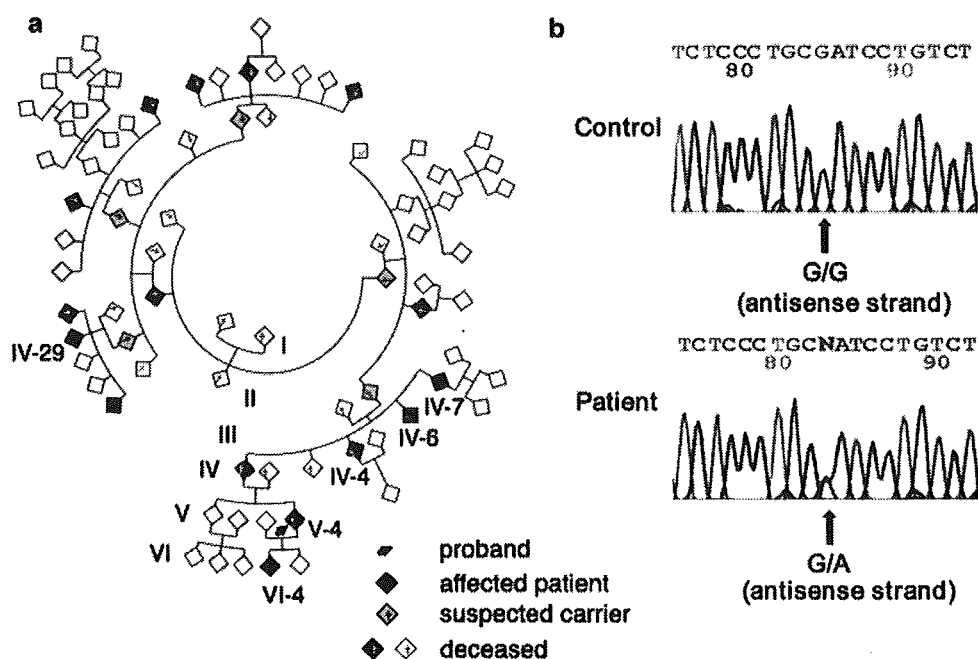 a
I
II
III
IV
V
VI
IV-29
IV-7
IV-6
IV-4
V-4
VI-4
proband
affected patient
suspected carrier
deceased
b
TCTCCCTGCGATCCTGTCT
80 90
Control
G/G
(antisense strand)
TCTCCCTGCNATCCTGTCT
80 90
Patient
G/A
(antisense strand)